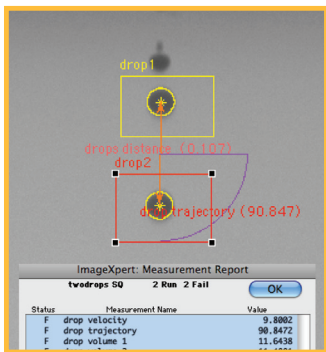 drop1
drops distance (0.107)
drop2
drop trajectory (90.847)
ImageXpert: Measurement Report
twodrops SQ 2 Run 2 Fail
OK
Status Measurement Name Value
F drop velocity 9.8002
F drop trajectory 90.8472
F drop volume 1 11.6438